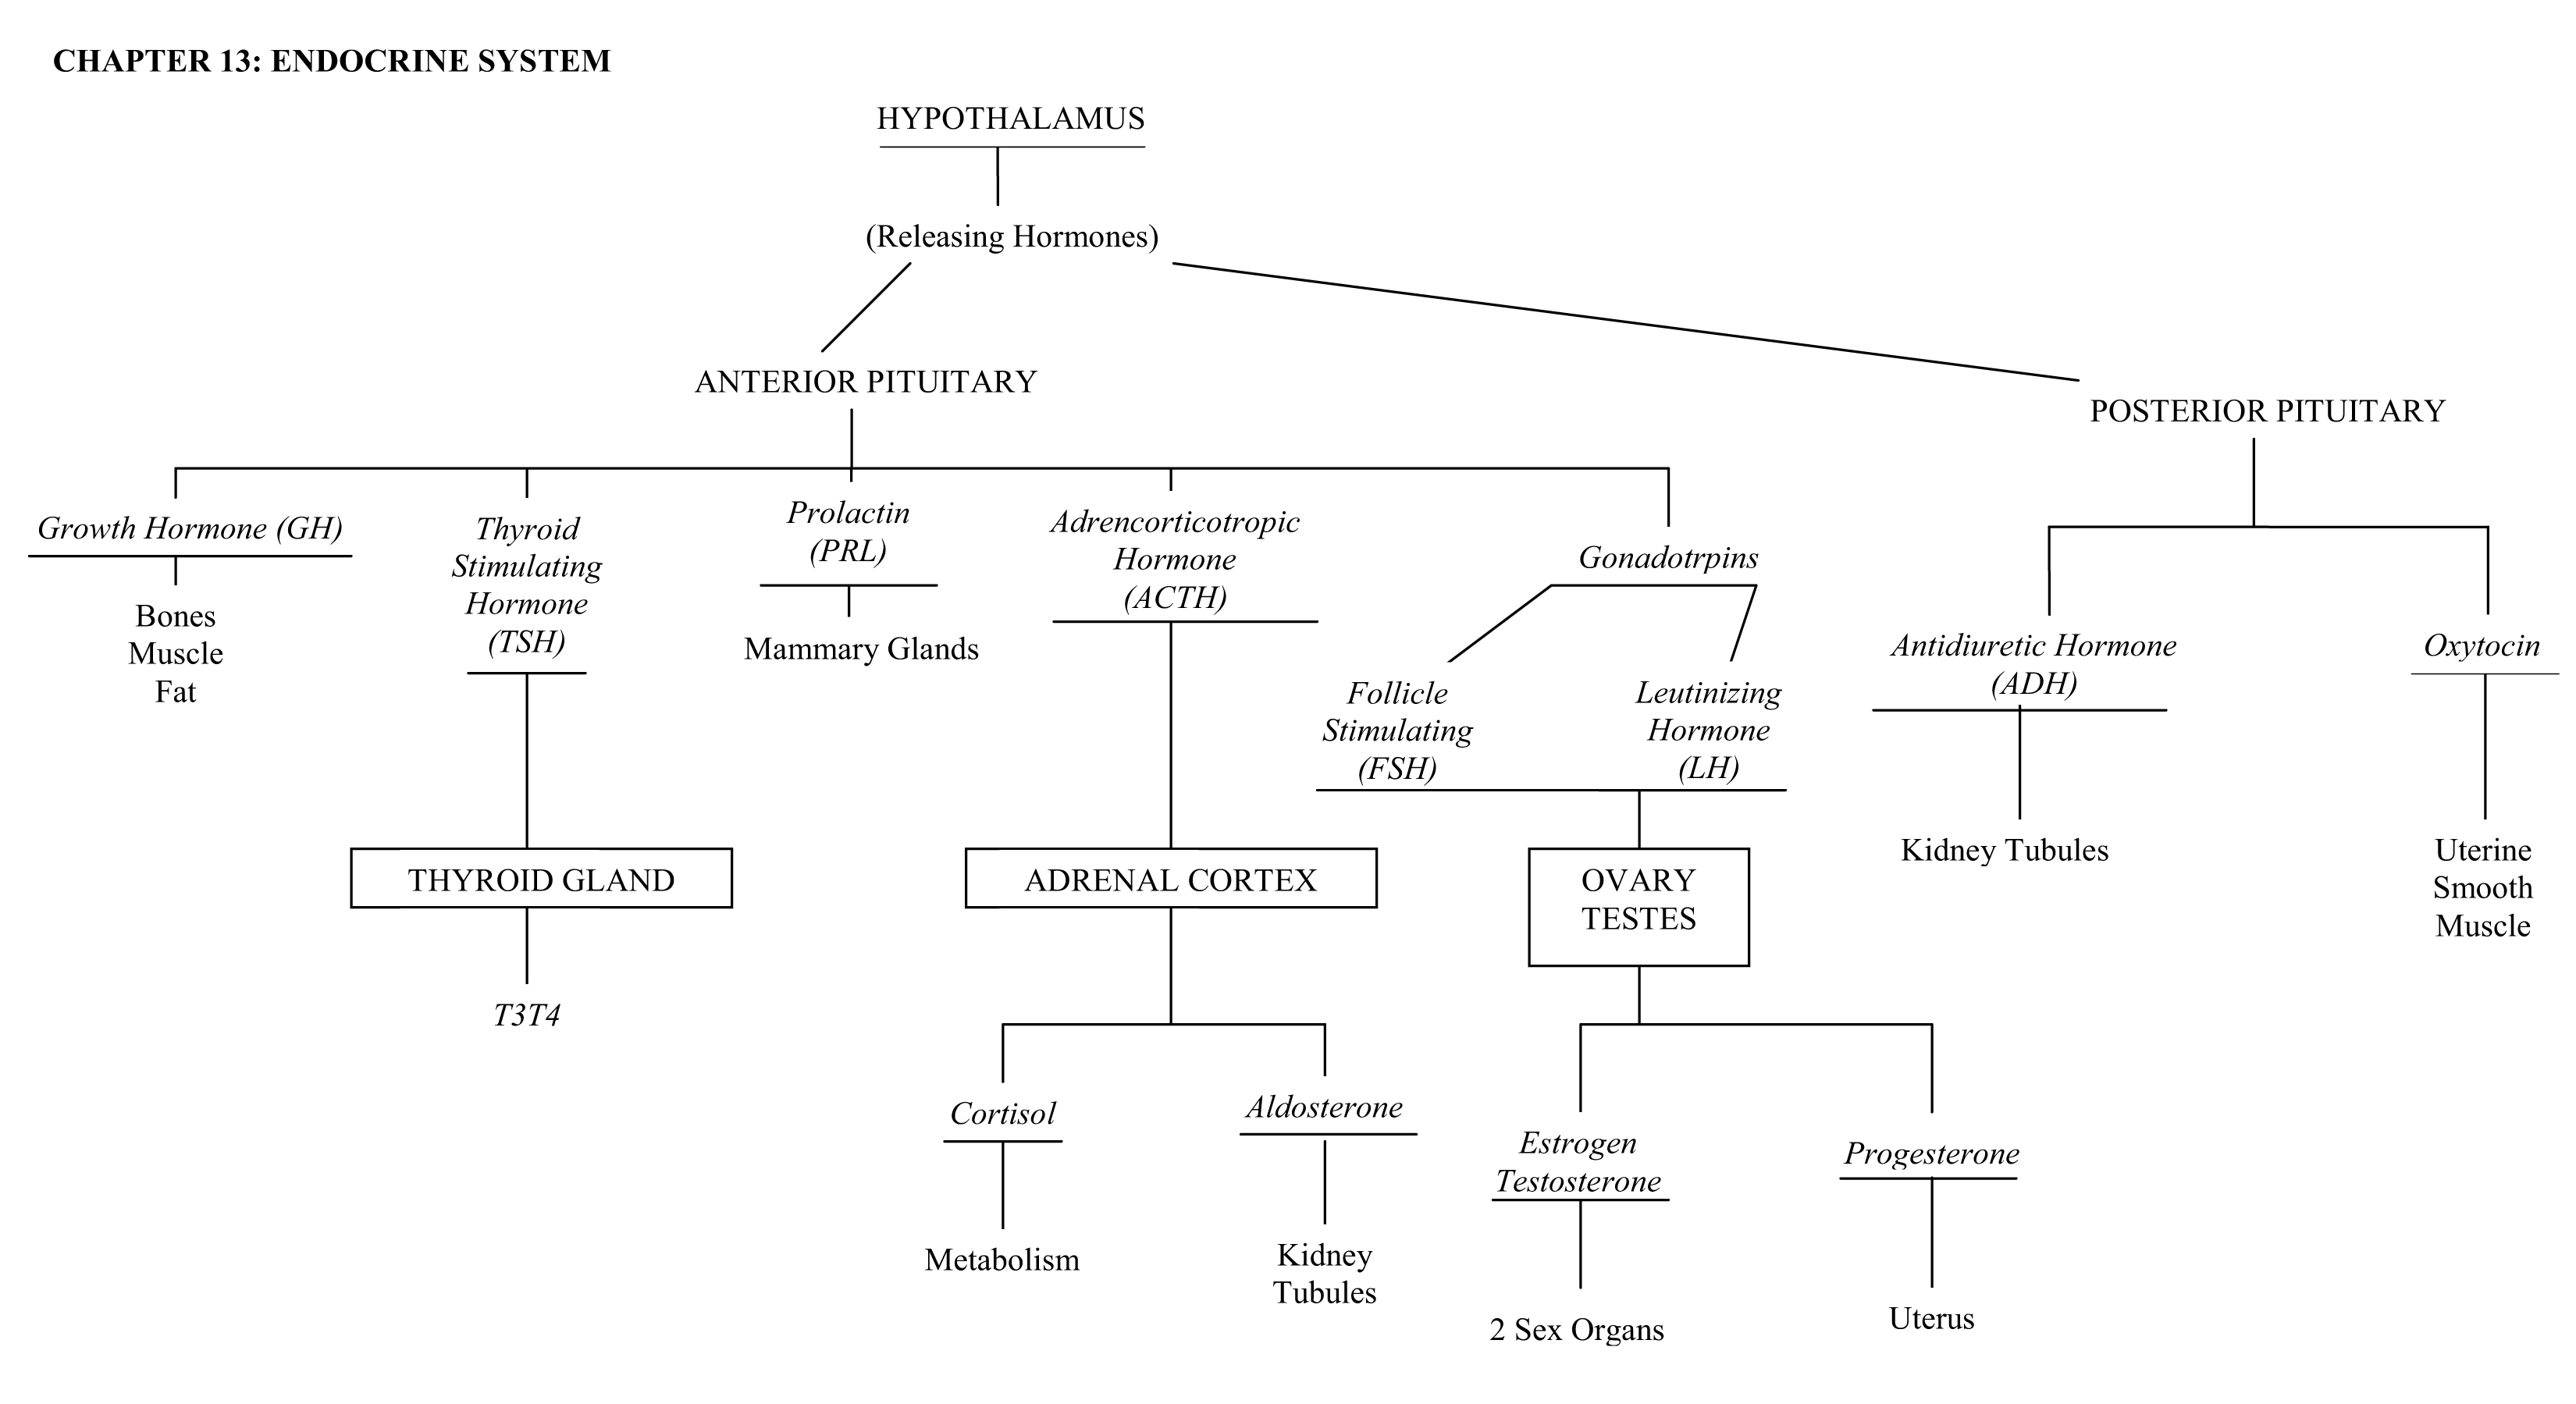 CHAPTER 13: ENDOCRINE SYSTEM
HYPOTHALAMUS
(Releasing Hormones)
ANTERIOR PITUITARY
POSTERIOR PITUITARY
Growth Hormone (GH)
Bones
Muscle
Fat
Thyroid
Stimulating
Hormone
(TSH)
Prolactin
(PRL)
Mammary Glands
Adrencorticotropic
Hormone
(ACTH)
Gonadotrpins
Follicle
Stimulating
(FSH)
Leutinizing
Hormone
(LH)
Antidiuretic Hormone
(ADH)
Oxytocin
Kidney Tubules
Uterine
Smooth
Muscle
THYROID GLAND
ADRENAL CORTEX
OVARY
TESTES
T3T4
Cortisol
Aldosterone
Estrogen
Testosterone
Progesterone
Metabolism
Kidney
Tubules
2 Sex Organs
Uterus